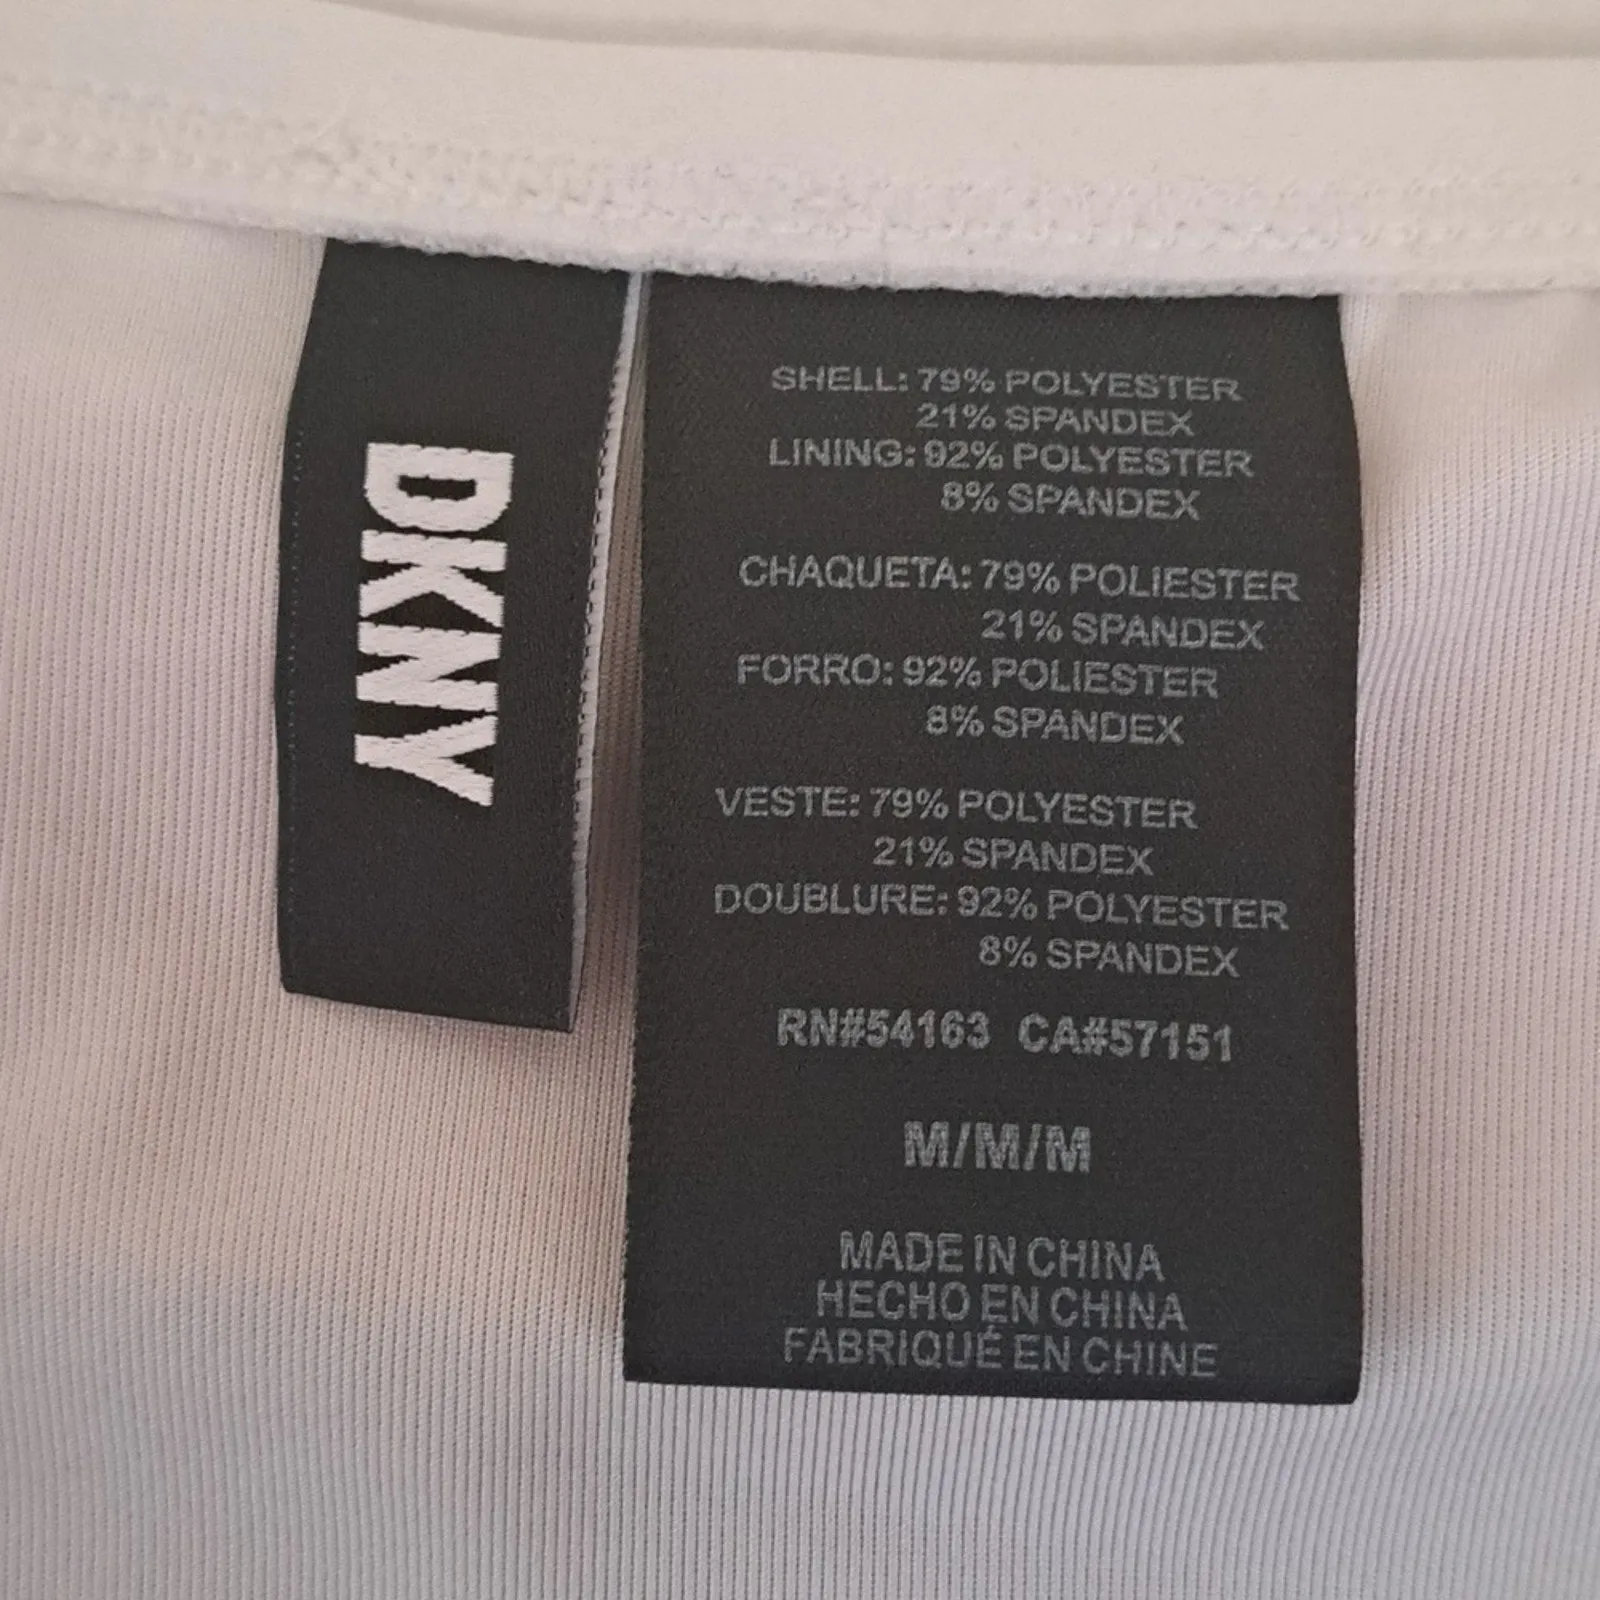 DKNY
SHELL: 79% POLYESTER
21% SPANDEX
LINING: 92% POLYESTER
8% SPANDEX
CHAQUETA: 79% POLIESTER
21% SPANDEX
FORRO: 92% POLIESTER
8% SPANDEX
VESTE: 79% POLYESTER
21% SPANDEX
DOUBLURE: 92% POLYESTER
8% SPANDEX
RN#54163 CA#57151
M/M/M
MADE IN CHINA
HECHO EN CHINA
FABRIQUÉ EN CHINE